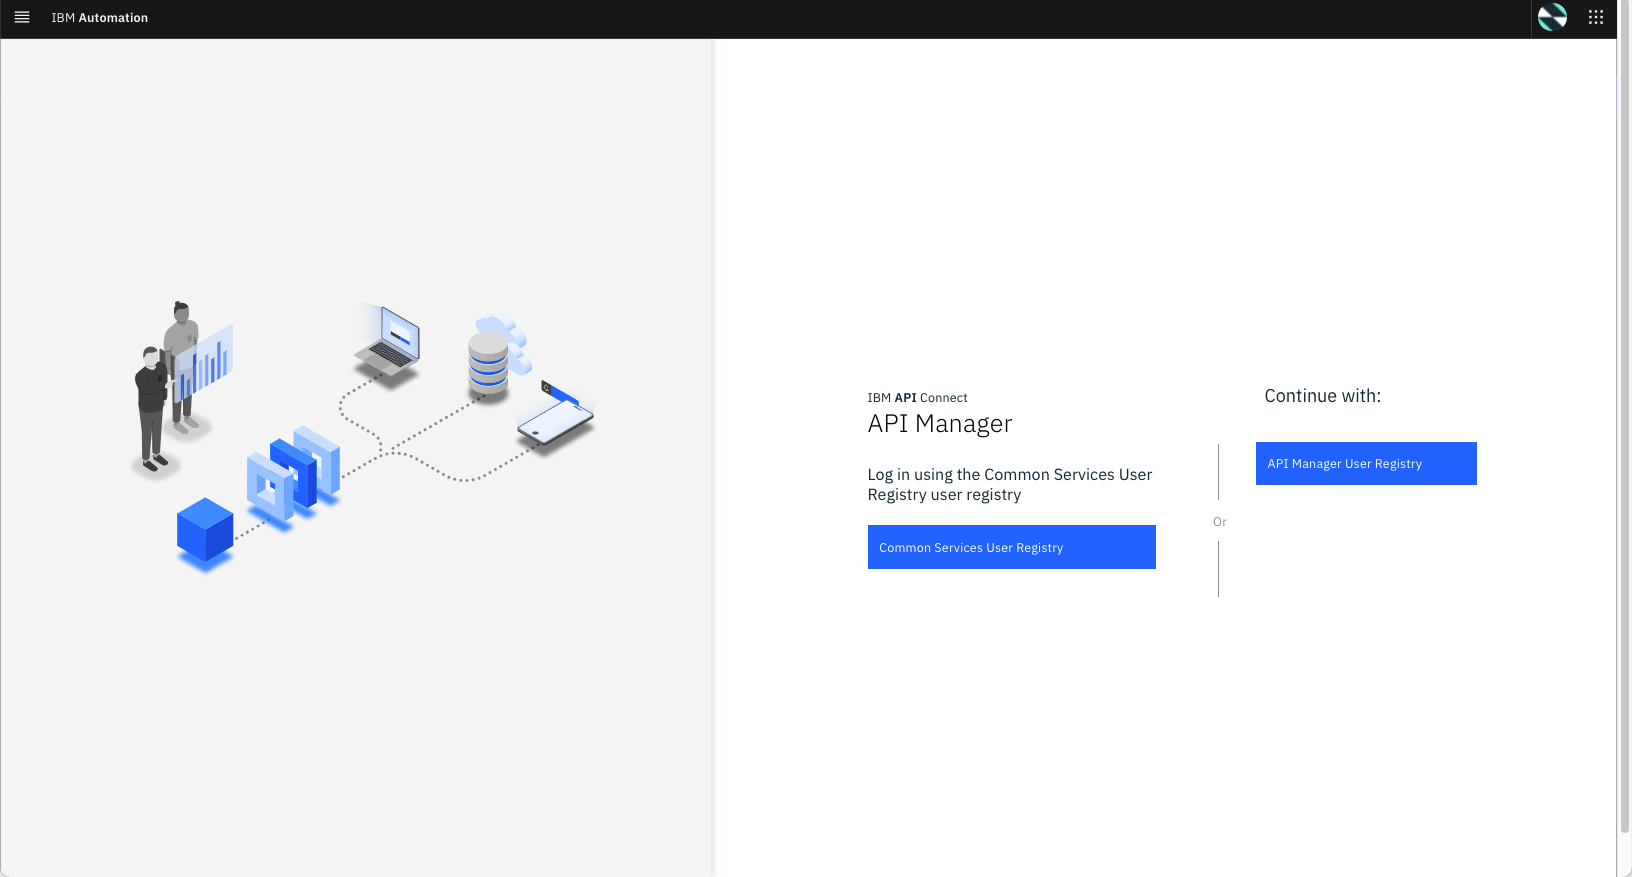 IBM Automation
IBM API Connect
API Manager
Log in using the Common Services User
Registry user registry
Common Services User Registry
Or
Continue with:
API Manager User Registry